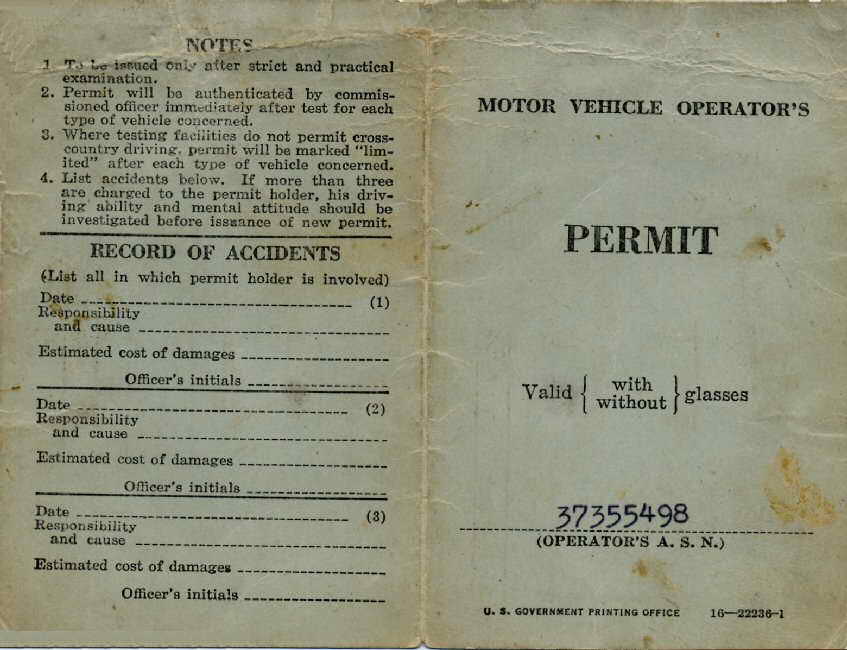 NOTES
1. To be issued only after strict and practical
examination.
2. Permit will be authenticated by commis-
sioned officer immediately after test for each
type of vehicle concerned.
3. Where testing facilities do not permit cross-
country driving, permit will be marked "lim-
ited" after each type of vehicle concerned.
4. List accidents below. If more than three
are charged to the permit holder, his driv-
ing ability and mental attitude should be
investigated before issuance of new permit.
RECORD OF ACCIDENTS
(List all in which permit holder is involved)
Date (1)
Responsibility
and cause
Estimated cost of damages
Officer's initials
Date (2)
Responsibility
and cause
Estimated cost of damages
Officer's initials
Date (3)
Responsibility
and cause
Estimated cost of damages
Officer's initials
MOTOR VEHICLE OPERATOR'S
PERMIT
Valid { with
without } glasses
37355498
(OPERATOR'S A. S. N.)
U. S. GOVERNMENT PRINTING OFFICE 16—22236-1